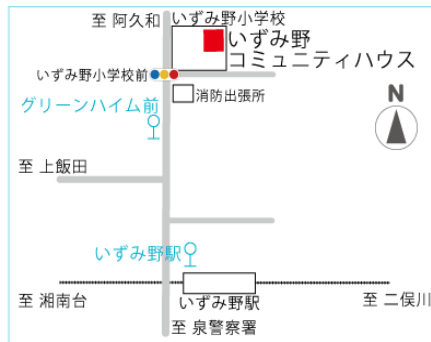 至 阿久和
いずみ野小学校
いずみ野
コミュニティハウス
いずみ野小学校前
消防出張所
グリーンハイム前
N
至 上飯田
いずみ野駅
至 湘南台
いずみ野駅
至 二俣川
至 泉警察署